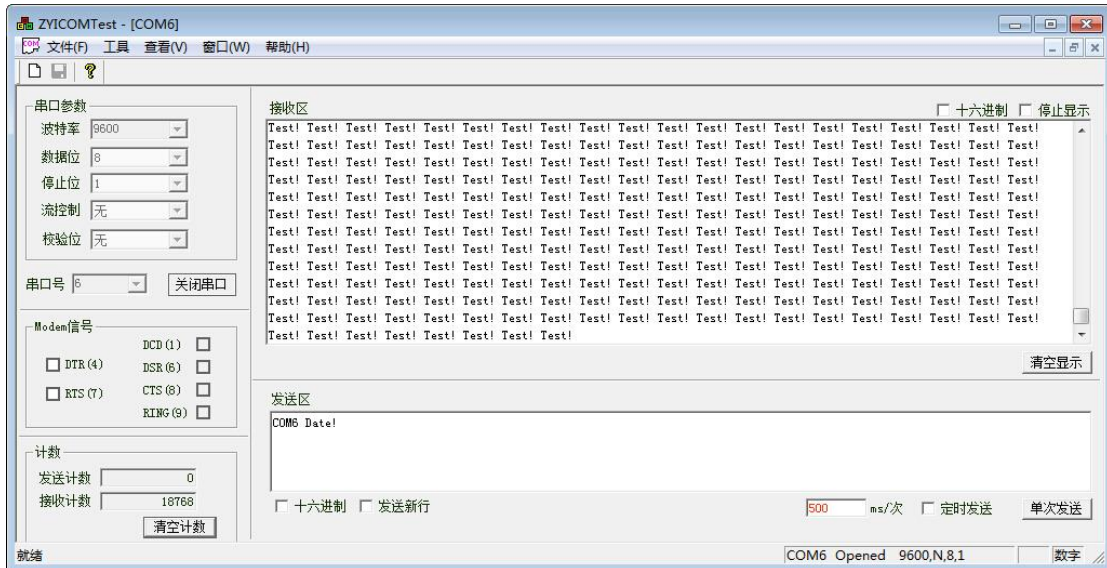 ZYICOMTest - [COM6]
文件(F) 工具 查看(V) 窗口(W) 帮助(H)
串口参数
波特率 9600
数据位 8
停止位 1
流控制 无
校验位 无
串口号 6 关闭串口
Modem信号
DCD(1)
DTR(4) DSR(6)
RTS(7) CTS(8)
RING(9)
计数
发送计数 0
接收计数 18768
清空计数
接收区 十六进制 停止显示
Test! Test! Test! Test! Test! Test! Test! Test! Test! Test! Test! Test! Test! Test! Test! Test! Test! Test! Test! Test!
Test! Test! Test! Test! Test! Test! Test! Test! Test! Test! Test! Test! Test! Test! Test! Test! Test! Test! Test! Test!
Test! Test! Test! Test! Test! Test! Test! Test! Test! Test! Test! Test! Test! Test! Test! Test! Test! Test! Test! Test!
Test! Test! Test! Test! Test! Test! Test! Test! Test! Test! Test! Test! Test! Test! Test! Test! Test! Test! Test! Test!
Test! Test! Test! Test! Test! Test! Test! Test! Test! Test! Test! Test! Test! Test! Test! Test! Test! Test! Test! Test!
Test! Test! Test! Test! Test! Test! Test! Test! Test! Test! Test! Test! Test! Test! Test! Test! Test! Test! Test! Test!
Test! Test! Test! Test! Test! Test! Test! Test! Test! Test! Test! Test! Test! Test! Test! Test! Test! Test! Test! Test!
Test! Test! Test! Test! Test! Test! Test! Test! Test! Test! Test! Test! Test! Test! Test! Test! Test! Test! Test! Test!
Test! Test! Test! Test! Test! Test! Test! Test! Test! Test! Test! Test! Test! Test! Test! Test! Test! Test! Test! Test!
Test! Test! Test! Test! Test! Test! Test! Test! Test! Test! Test! Test! Test! Test! Test! Test! Test! Test! Test! Test!
Test! Test! Test! Test! Test! Test! Test! Test! Test! Test! Test! Test! Test! Test! Test! Test! Test! Test! Test! Test!
Test! Test! Test! Test! Test! Test! Test! Test! Test! Test! Test! Test! Test! Test! Test! Test! Test! Test! Test! Test!
Test! Test! Test! Test! Test! Test! Test! Test!
清空显示
发送区
COM6 Date!
十六进制 发送新行 500 ms/次 定时发送 单次发送
就绪 COM6 Opened 9600,N,8,1 数字